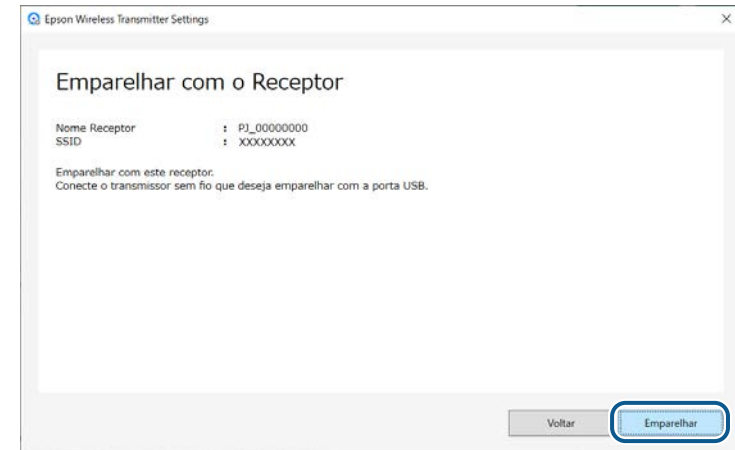 Epson Wireless Transmitter Settings
Emparelhar com o Receptor
Nome Receptor : PJ_00000000
SSID : XXXXXXXX
Emparelhar com este receptor.
Conecte o transmissor sem fio que deseja emparelhar com a porta USB.
Voltar Emparelhar